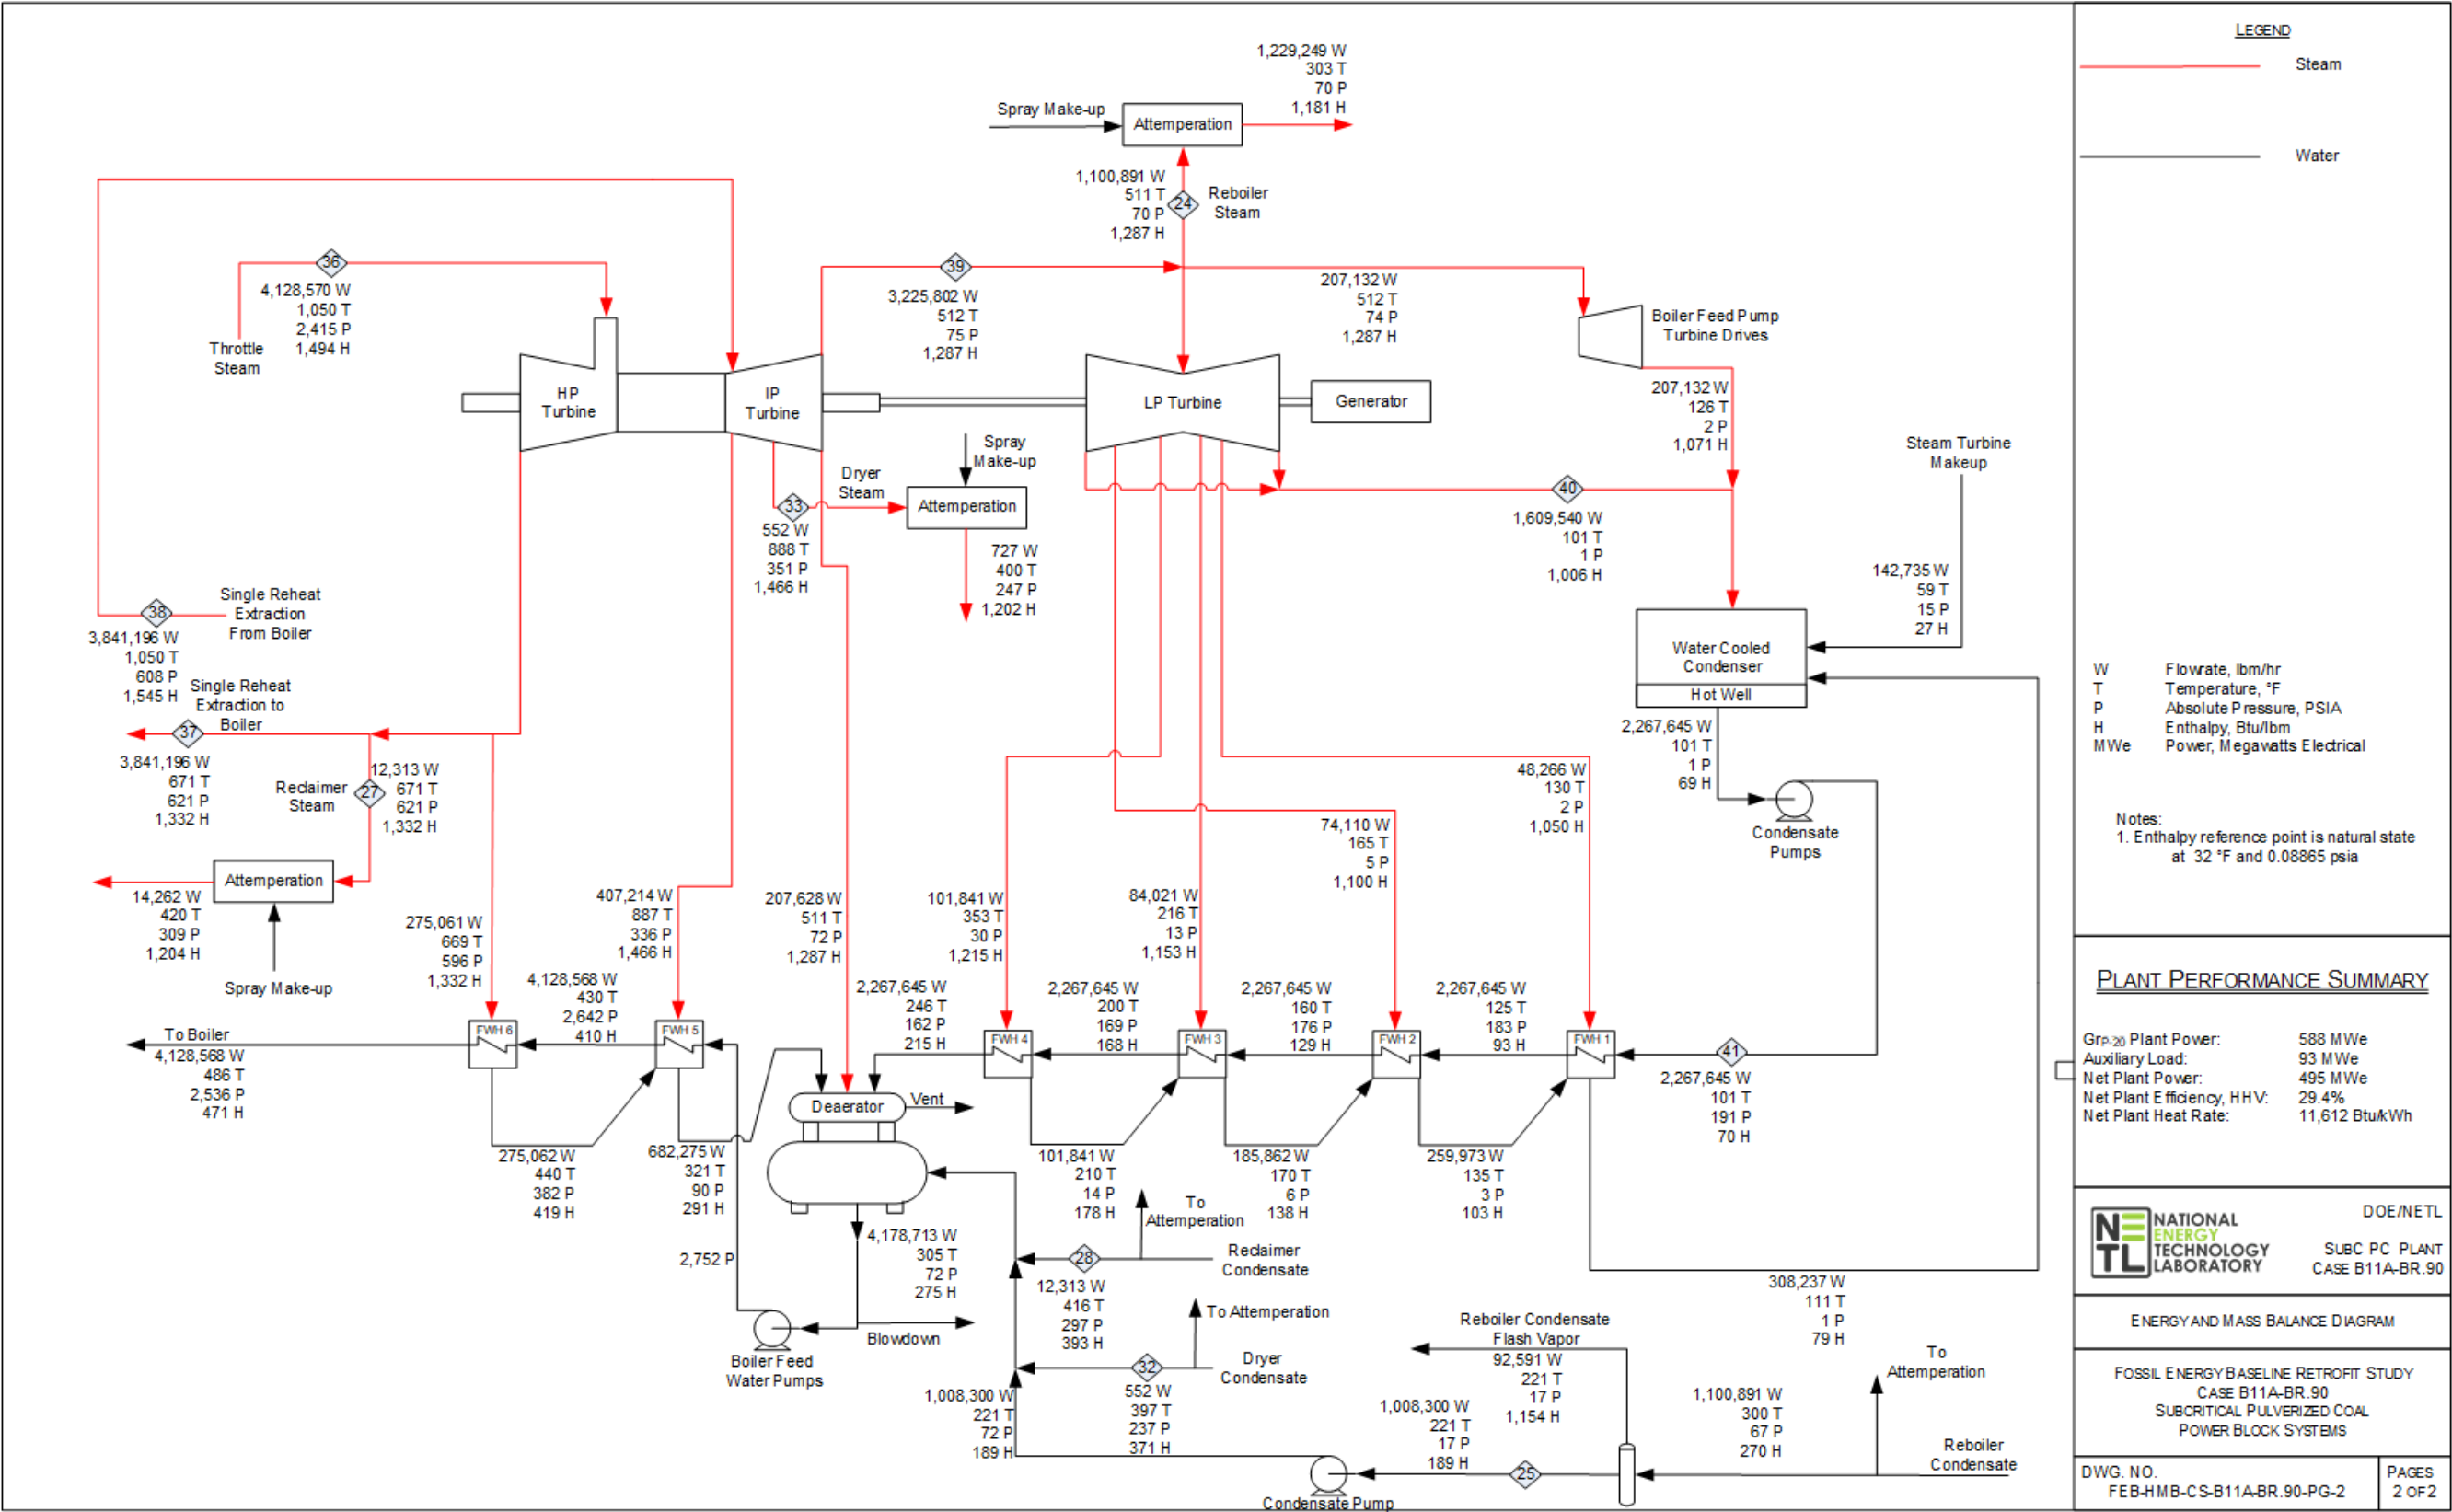 1,229,249 W
303 T
70 P
1,181 H
Spray Make-up
Attemperation
1,100,891 W
511 T
70 P
1,287 H
24
Reboiler
Steam
36
4,128,570 W
1,050 T
2,415 P
1,494 H
Throttle
Steam
39
3,225,802 W
512 T
75 P
1,287 H
207,132 W
512 T
74 P
1,287 H
Boiler Feed Pump
Turbine Drives
HP
Turbine
IP
Turbine
LP Turbine
Generator
207,132 W
126 T
2 P
1,071 H
Steam Turbine
Makeup
Spray
Make-up
Dryer
Steam
33
Attemperation
552 W
888 T
351 P
1,466 H
727 W
400 T
247 P
1,202 H
40
1,609,540 W
101 T
1 P
1,006 H
142,735 W
59 T
15 P
27 H
38
Single Reheat
Extraction
From Boiler
3,841,196 W
1,050 T
608 P
1,545 H
Single Reheat
Extraction to
Boiler
37
3,841,196 W
671 T
621 P
1,332 H
Reclaimer
Steam
27
12,313 W
671 T
621 P
1,332 H
Attemperation
14,262 W
420 T
309 P
1,204 H
Spray Make-up
Water Cooled
Condenser
Hot Well
2,267,645 W
101 T
1 P
69 H
Condensate
Pumps
48,266 W
130 T
2 P
1,050 H
74,110 W
165 T
5 P
1,100 H
84,021 W
216 T
13 P
1,153 H
101,841 W
353 T
30 P
1,215 H
207,628 W
511 T
72 P
1,287 H
407,214 W
887 T
336 P
1,466 H
275,061 W
669 T
596 P
1,332 H
To Boiler
4,128,568 W
486 T
2,536 P
471 H
FWH 6
4,128,568 W
430 T
2,642 P
410 H
FWH 5
2,267,645 W
246 T
162 P
215 H
FWH 4
2,267,645 W
200 T
169 P
168 H
FWH 3
2,267,645 W
160 T
176 P
129 H
FWH 2
2,267,645 W
125 T
183 P
93 H
FWH 1
41
2,267,645 W
101 T
191 P
70 H
Deaerator
Vent
275,062 W
440 T
382 P
419 H
682,275 W
321 T
90 P
291 H
101,841 W
210 T
14 P
178 H
185,862 W
170 T
6 P
138 H
259,973 W
135 T
3 P
103 H
308,237 W
111 T
1 P
79 H
2,752 P
4,178,713 W
305 T
72 P
275 H
Blowdown
Boiler Feed
Water Pumps
To
Attemperation
28
Reclaimer
Condensate
12,313 W
416 T
297 P
393 H
To Attemperation
32
Dryer
Condensate
552 W
397 T
237 P
371 H
1,008,300 W
221 T
72 P
189 H
Reboiler Condensate
Flash Vapor
92,591 W
221 T
17 P
1,154 H
1,008,300 W
221 T
17 P
189 H
25
Condensate Pump
1,100,891 W
300 T
67 P
270 H
To
Attemperation
Reboiler
Condensate
LEGEND
Steam
Water
W Flowrate, lbm/hr
T Temperature, °F
P Absolute Pressure, PSIA
H Enthalpy, Btu/lbm
MWe Power, Megawatts Electrical
Notes:
1. Enthalpy reference point is natural state
at 32 °F and 0.08865 psia
PLANT PERFORMANCE SUMMARY
GrP-20 Plant Power: 588 MWe
Auxiliary Load: 93 MWe
Net Plant Power: 495 MWe
Net Plant Efficiency, HHV: 29.4%
Net Plant Heat Rate: 11,612 Btu/kWh
NETL
NATIONAL
ENERGY
TECHNOLOGY
LABORATORY
DOE/NETL
SUBC PC PLANT
CASE B11A-BR.90
ENERGY AND MASS BALANCE DIAGRAM
FOSSIL ENERGY BASELINE RETROFIT STUDY
CASE B11A-BR.90
SUBCRITICAL PULVERIZED COAL
POWER BLOCK SYSTEMS
DWG. NO.
FEB-HMB-CS-B11A-BR.90-PG-2
PAGES
2 OF 2